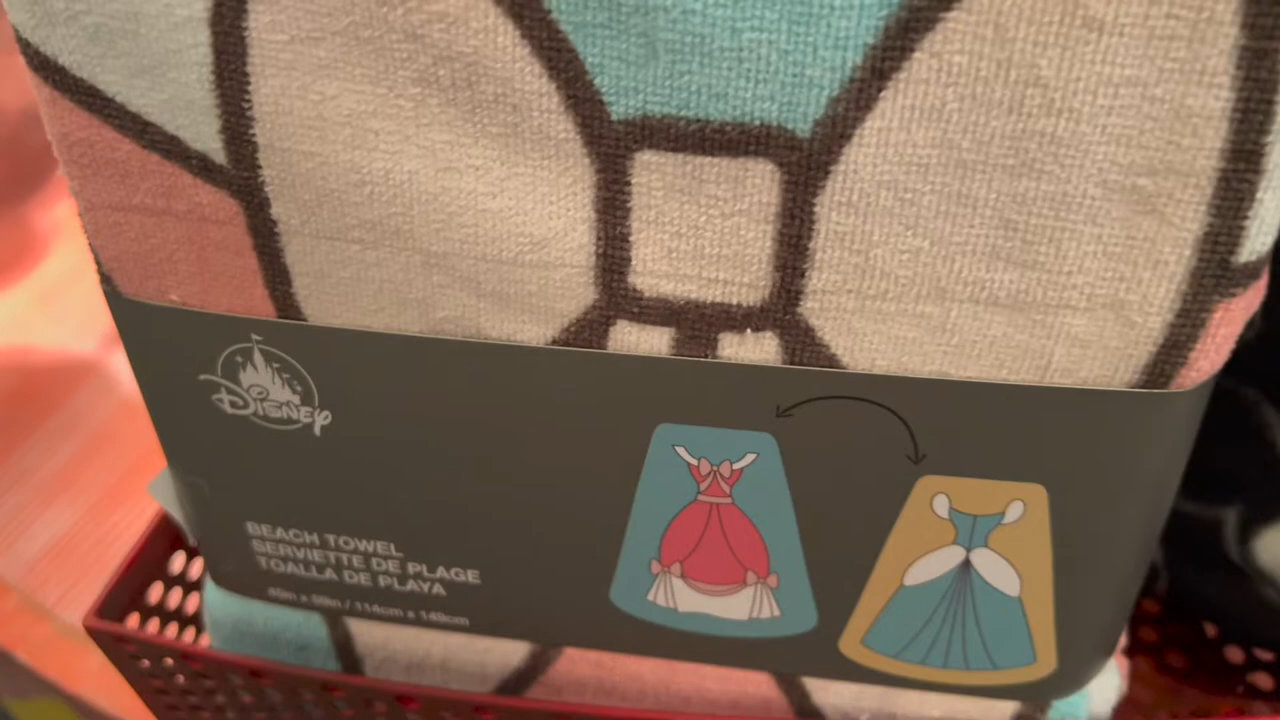 Disney
BEACH TOWEL
SERVIETTE DE PLAGE
TOALLA DE PLAYA